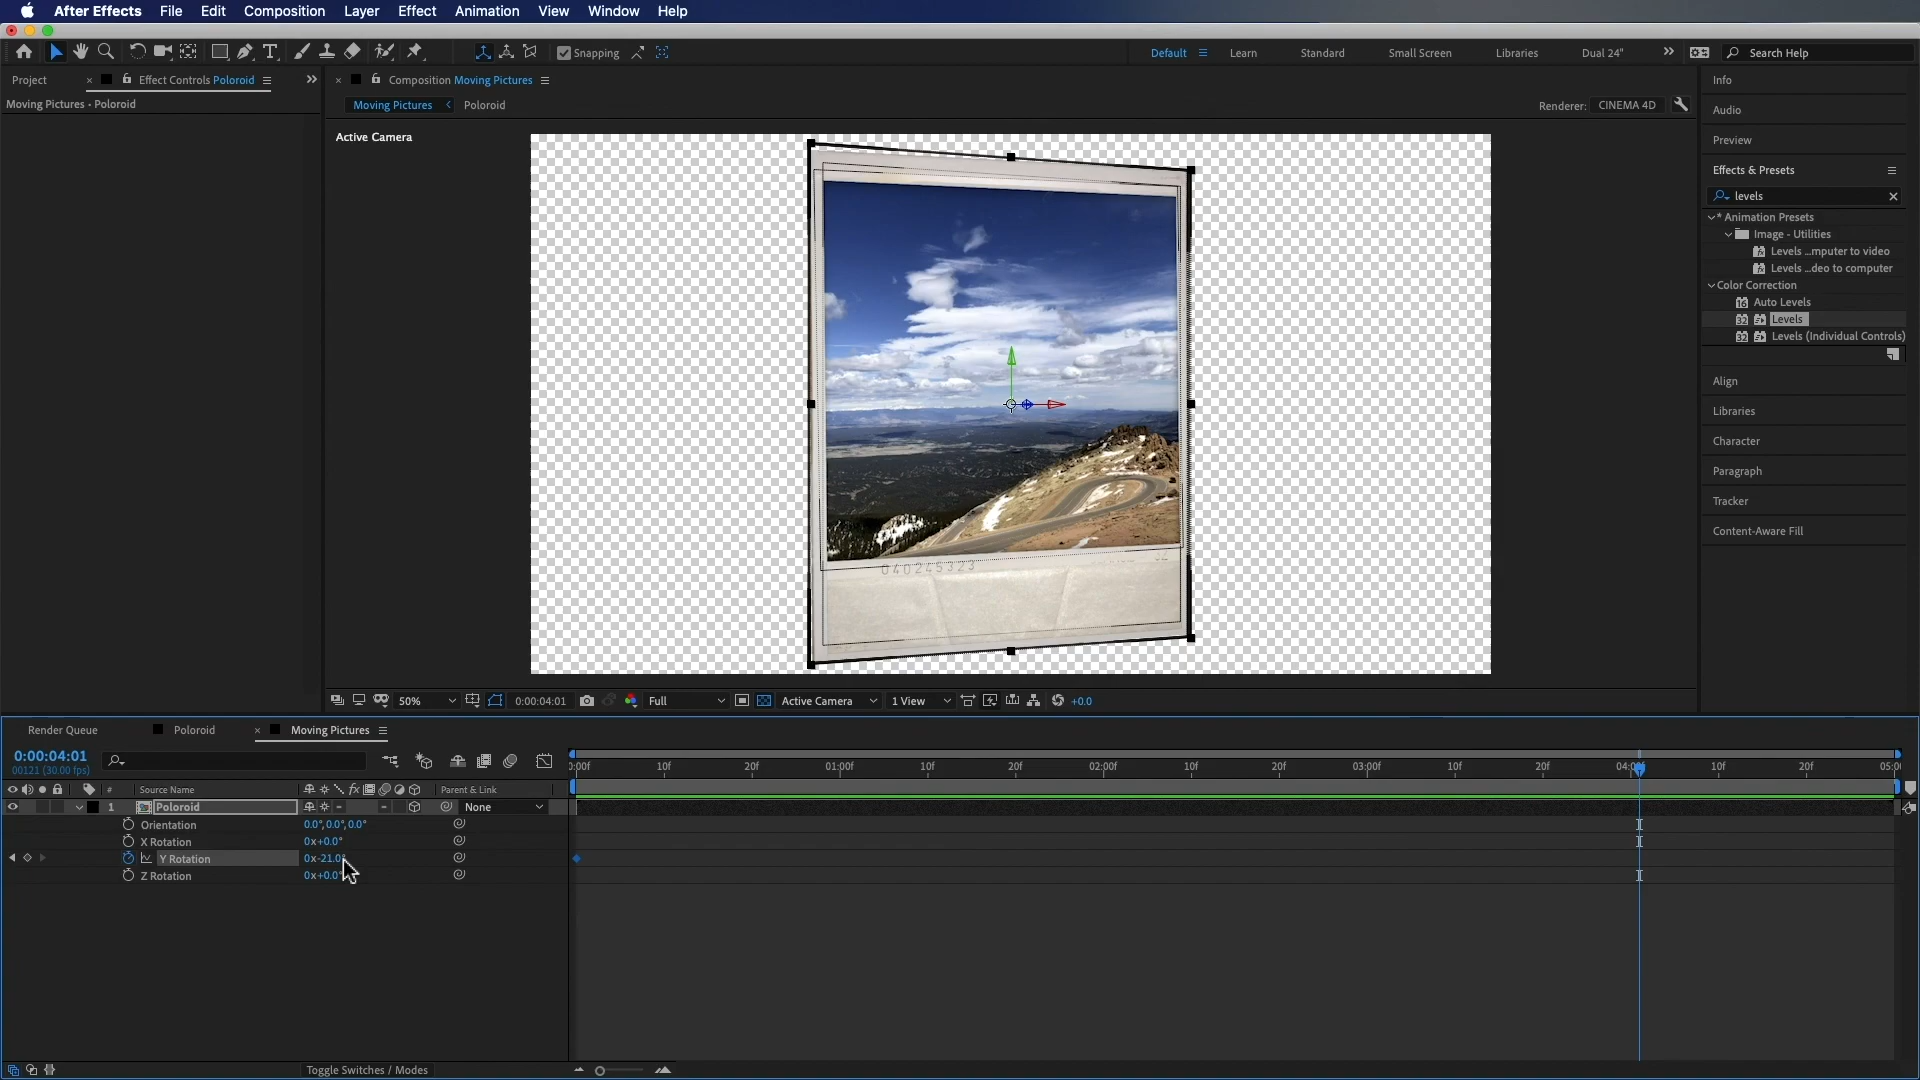 After Effects File Edit Composition Layer Effect Animation View Window Help
Snapping Default Learn Standard Small Screen Libraries Dual 24" Search Help
Project Effect Controls Poloroid
Moving Pictures - Poloroid
Composition Moving Pictures
Moving Pictures Poloroid
Renderer: CINEMA 4D
Active Camera
040245323
50% 0:00:04:01 Full Active Camera 1 View +0.0
Info
Audio
Preview
Effects & Presets
levels
* Animation Presets
Image - Utilities
Levels ...mputer to video
Levels ...deo to computer
Color Correction
16 Auto Levels
32 Levels
32 Levels (Individual Controls)
Align
Libraries
Character
Paragraph
Tracker
Content-Aware Fill
Render Queue Poloroid Moving Pictures
0:00:04:01
00121 (30.00 fps)
# Source Name fx Parent & Link
1 Poloroid None
Orientation 0.0°,0.0°,0.0°
X Rotation 0x+0.0°
Y Rotation 0x-21.0°
Z Rotation 0x+0.0°
:00f 10f 20f 01:00f 10f 20f 02:00f 10f 20f 03:00f 10f 20f 10f 20f
Toggle Switches / Modes